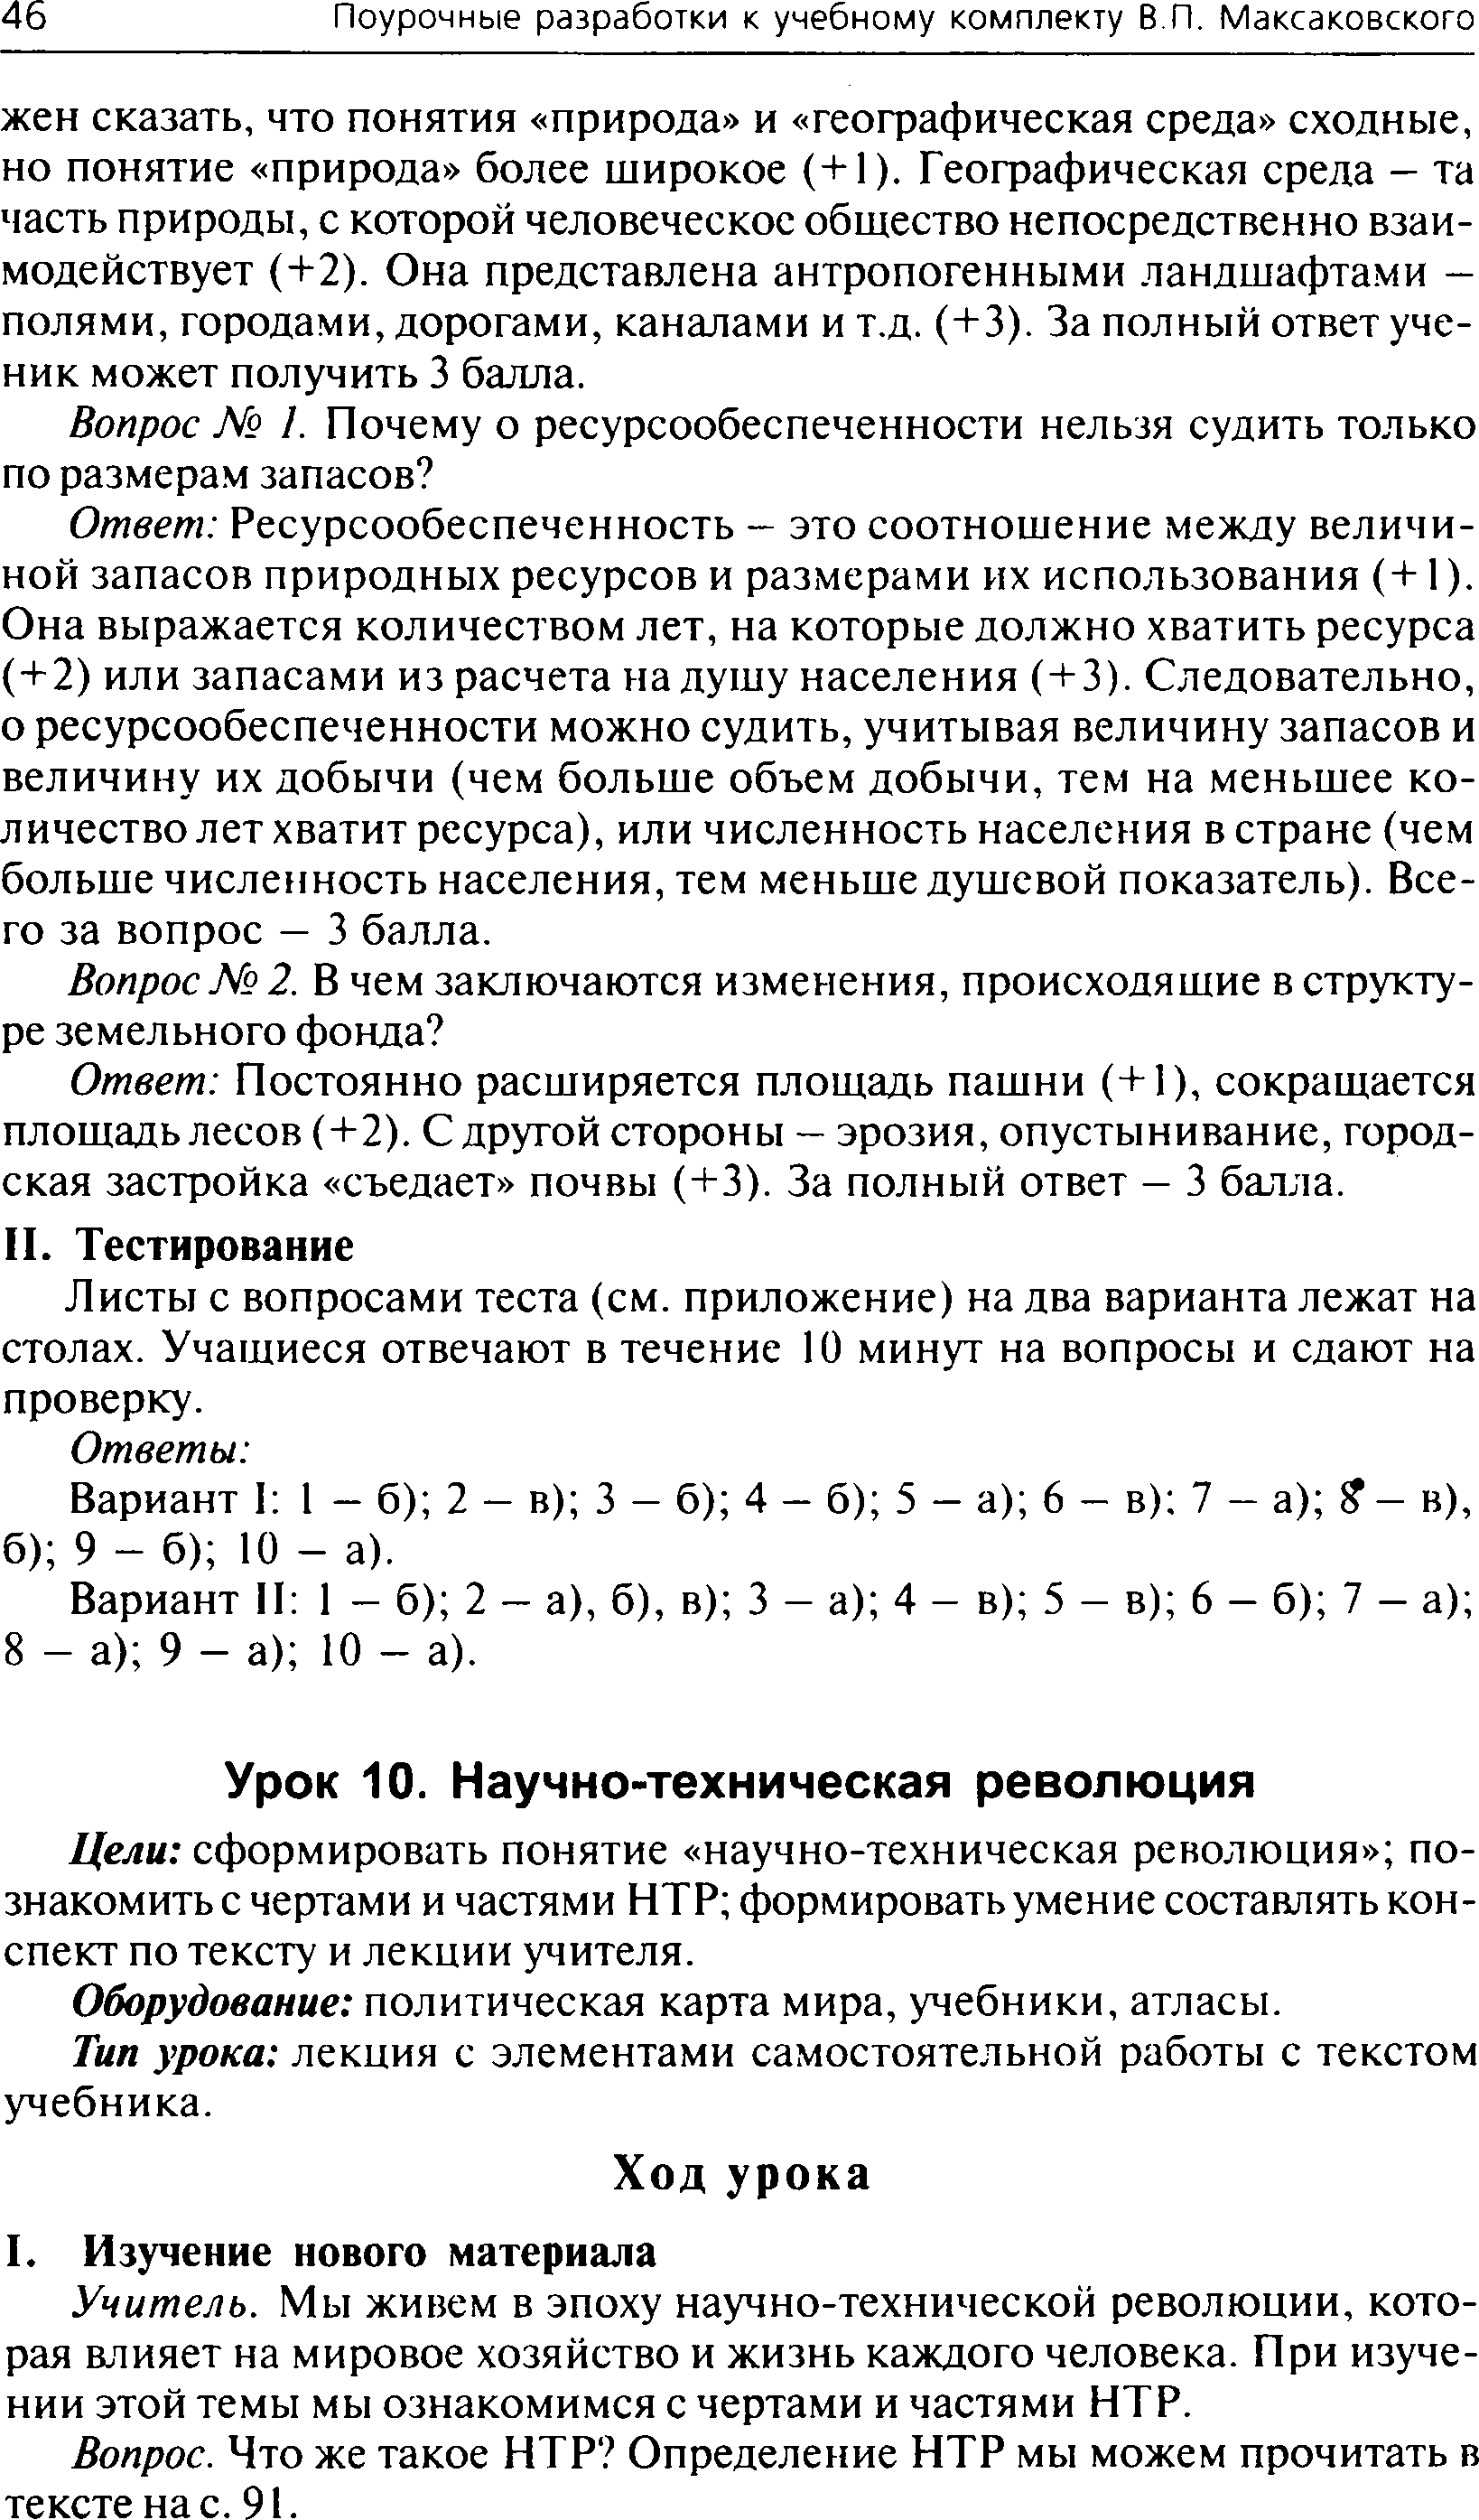 46 Поурочные разработки к учебному комплекту В.П. Максаковского
жен сказать, что понятия «природа» и «географическая среда» сходные,
но понятие «природа» более широкое (+1). Географическая среда – та
часть природы, с которой человеческое общество непосредственно взаи-
модействует (+2). Она представлена антропогенными ландшафтами –
полями, городами, дорогами, каналами и т.д. (+3). За полный ответ уче-
ник может получить 3 балла.
Вопрос № 1. Почему о ресурсообеспеченности нельзя судить только
по размерам запасов?
Ответ: Ресурсообеспеченность – это соотношение между величи-
ной запасов природных ресурсов и размерами их использования (+1).
Она выражается количеством лет, на которые должно хватить ресурса
(+2) или запасами из расчета на душу населения (+3). Следовательно,
о ресурсообеспеченности можно судить, учитывая величину запасов и
величину их добычи (чем больше объем добычи, тем на меньшее ко-
личество лет хватит ресурса), или численность населения в стране (чем
больше численность населения, тем меньше душевой показатель). Все-
го за вопрос – 3 балла.
Вопрос № 2. В чем заключаются изменения, происходящие в структу-
ре земельного фонда?
Ответ: Постоянно расширяется площадь пашни (+1), сокращается
площадь лесов (+2). С другой стороны – эрозия, опустынивание, город-
ская застройка «съедает» почвы (+3). За полный ответ – 3 балла.
II. Тестирование
Листы с вопросами теста (см. приложение) на два варианта лежат на
столах. Учащиеся отвечают в течение 10 минут на вопросы и сдают на
проверку.
Ответы:
Вариант I: 1 – б); 2 – в); 3 – б); 4 – б); 5 – а); 6 – в); 7 – а); 8 – в),
б); 9 – б); 10 – а).
Вариант II: 1 – б); 2 – а), б), в); 3 – а); 4 – в); 5 – в); 6 – б); 7 – а);
8 – а); 9 – а); 10 – а).
Урок 10. Научно-техническая революция
Цели: сформировать понятие «научно-техническая революция»; по-
знакомить с чертами и частями НТР; формировать умение составлять кон-
спект по тексту и лекции учителя.
Оборудование: политическая карта мира, учебники, атласы.
Тип урока: лекция с элементами самостоятельной работы с текстом
учебника.
Ход урока
I. Изучение нового материала
Учитель. Мы живем в эпоху научно-технической революции, кото-
рая влияет на мировое хозяйство и жизнь каждого человека. При изуче-
нии этой темы мы ознакомимся с чертами и частями НТР.
Вопрос. Что же такое НТР? Определение НТР мы можем прочитать в
тексте на с. 91.